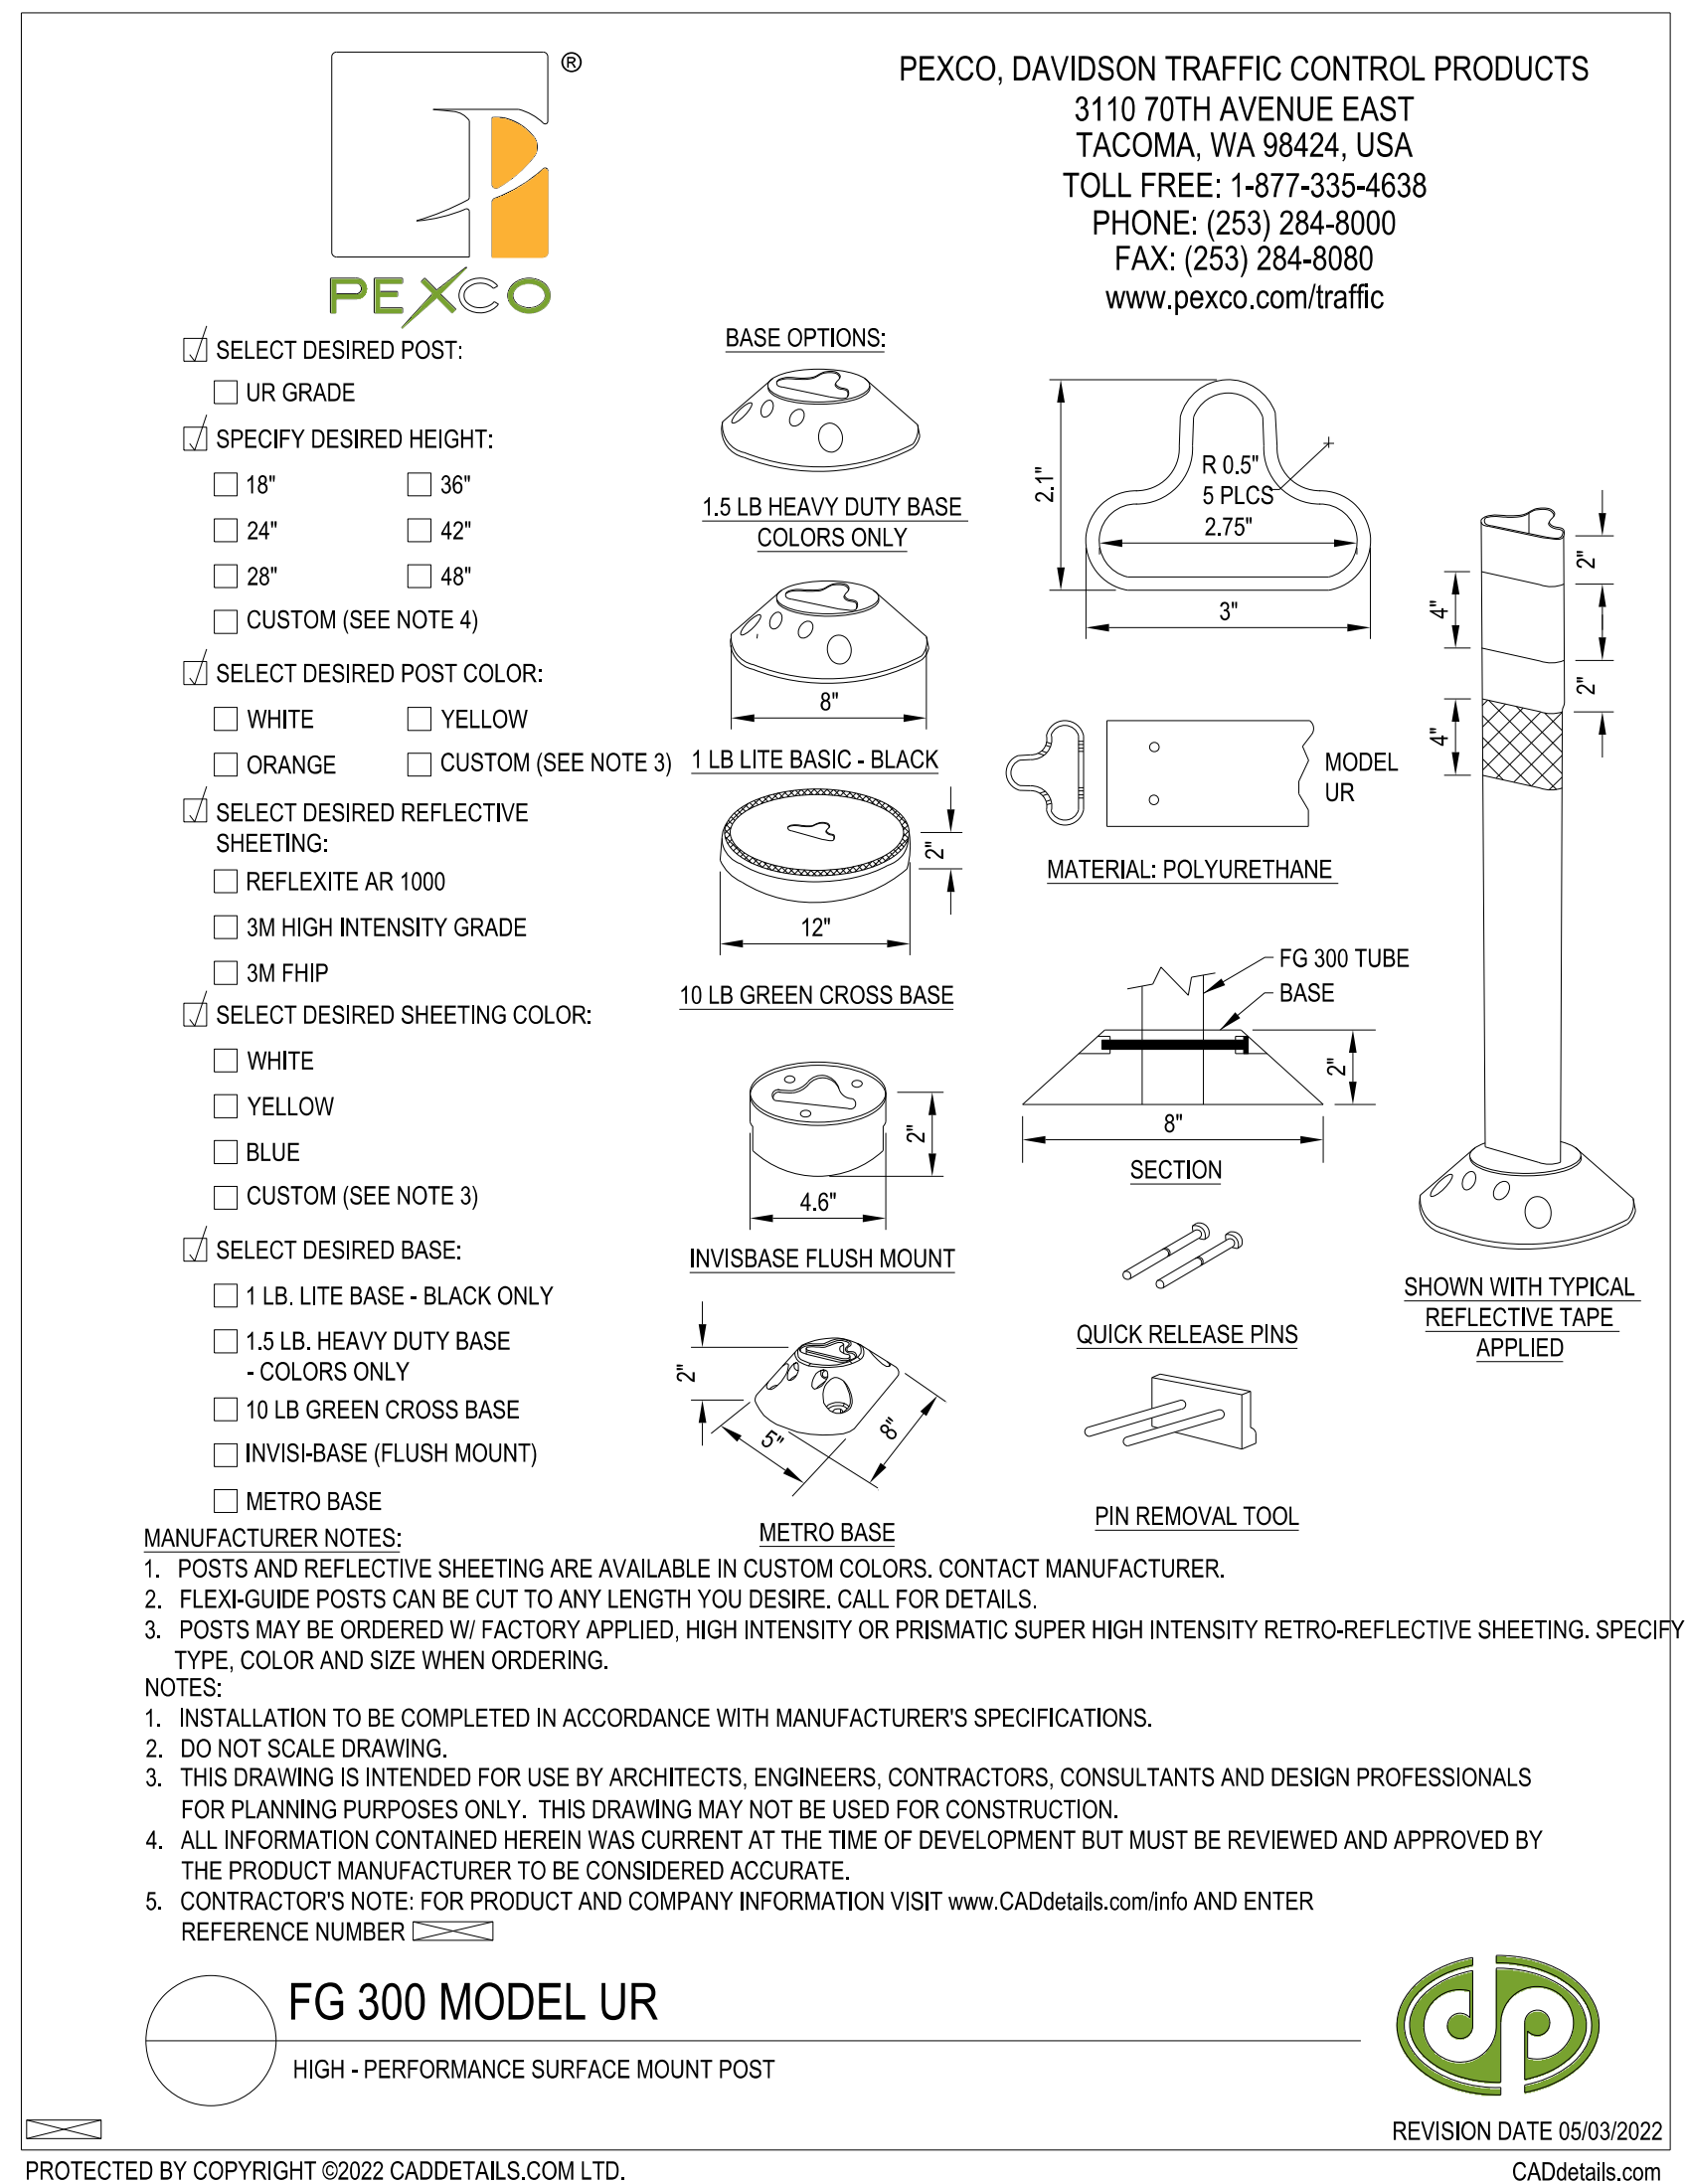 ®
PEXCO
PEXCO, DAVIDSON TRAFFIC CONTROL PRODUCTS
3110 70TH AVENUE EAST
TACOMA, WA 98424, USA
TOLL FREE: 1-877-335-4638
PHONE: (253) 284-8000
FAX: (253) 284-8080
www.pexco.com/traffic
SELECT DESIRED POST:
UR GRADE
SPECIFY DESIRED HEIGHT:
18" 36"
24" 42"
28" 48"
CUSTOM (SEE NOTE 4)
SELECT DESIRED POST COLOR:
WHITE YELLOW
ORANGE CUSTOM (SEE NOTE 3)
SELECT DESIRED REFLECTIVE
SHEETING:
REFLEXITE AR 1000
3M HIGH INTENSITY GRADE
3M FHIP
SELECT DESIRED SHEETING COLOR:
WHITE
YELLOW
BLUE
CUSTOM (SEE NOTE 3)
SELECT DESIRED BASE:
1 LB. LITE BASE - BLACK ONLY
1.5 LB. HEAVY DUTY BASE
- COLORS ONLY
10 LB GREEN CROSS BASE
INVISI-BASE (FLUSH MOUNT)
METRO BASE
BASE OPTIONS:
1.5 LB HEAVY DUTY BASE
COLORS ONLY
8"
1 LB LITE BASIC - BLACK
2"
12"
10 LB GREEN CROSS BASE
2"
4.6"
INVISBASE FLUSH MOUNT
2"
5"
8"
METRO BASE
2.1"
R 0.5"
5 PLCS
2.75"
3"
MODEL
UR
MATERIAL: POLYURETHANE
FG 300 TUBE
BASE
2"
8"
SECTION
QUICK RELEASE PINS
PIN REMOVAL TOOL
2"
4"
2"
4"
SHOWN WITH TYPICAL
REFLECTIVE TAPE
APPLIED
MANUFACTURER NOTES:
1. POSTS AND REFLECTIVE SHEETING ARE AVAILABLE IN CUSTOM COLORS. CONTACT MANUFACTURER.
2. FLEXI-GUIDE POSTS CAN BE CUT TO ANY LENGTH YOU DESIRE. CALL FOR DETAILS.
3. POSTS MAY BE ORDERED W/ FACTORY APPLIED, HIGH INTENSITY OR PRISMATIC SUPER HIGH INTENSITY RETRO-REFLECTIVE SHEETING. SPECIFY
TYPE, COLOR AND SIZE WHEN ORDERING.
NOTES:
1. INSTALLATION TO BE COMPLETED IN ACCORDANCE WITH MANUFACTURER'S SPECIFICATIONS.
2. DO NOT SCALE DRAWING.
3. THIS DRAWING IS INTENDED FOR USE BY ARCHITECTS, ENGINEERS, CONTRACTORS, CONSULTANTS AND DESIGN PROFESSIONALS
FOR PLANNING PURPOSES ONLY. THIS DRAWING MAY NOT BE USED FOR CONSTRUCTION.
4. ALL INFORMATION CONTAINED HEREIN WAS CURRENT AT THE TIME OF DEVELOPMENT BUT MUST BE REVIEWED AND APPROVED BY
THE PRODUCT MANUFACTURER TO BE CONSIDERED ACCURATE.
5. CONTRACTOR'S NOTE: FOR PRODUCT AND COMPANY INFORMATION VISIT www.CADdetails.com/info AND ENTER
REFERENCE NUMBER
FG 300 MODEL UR
HIGH - PERFORMANCE SURFACE MOUNT POST
REVISION DATE 05/03/2022
PROTECTED BY COPYRIGHT ©2022 CADDETAILS.COM LTD.
CADdetails.com